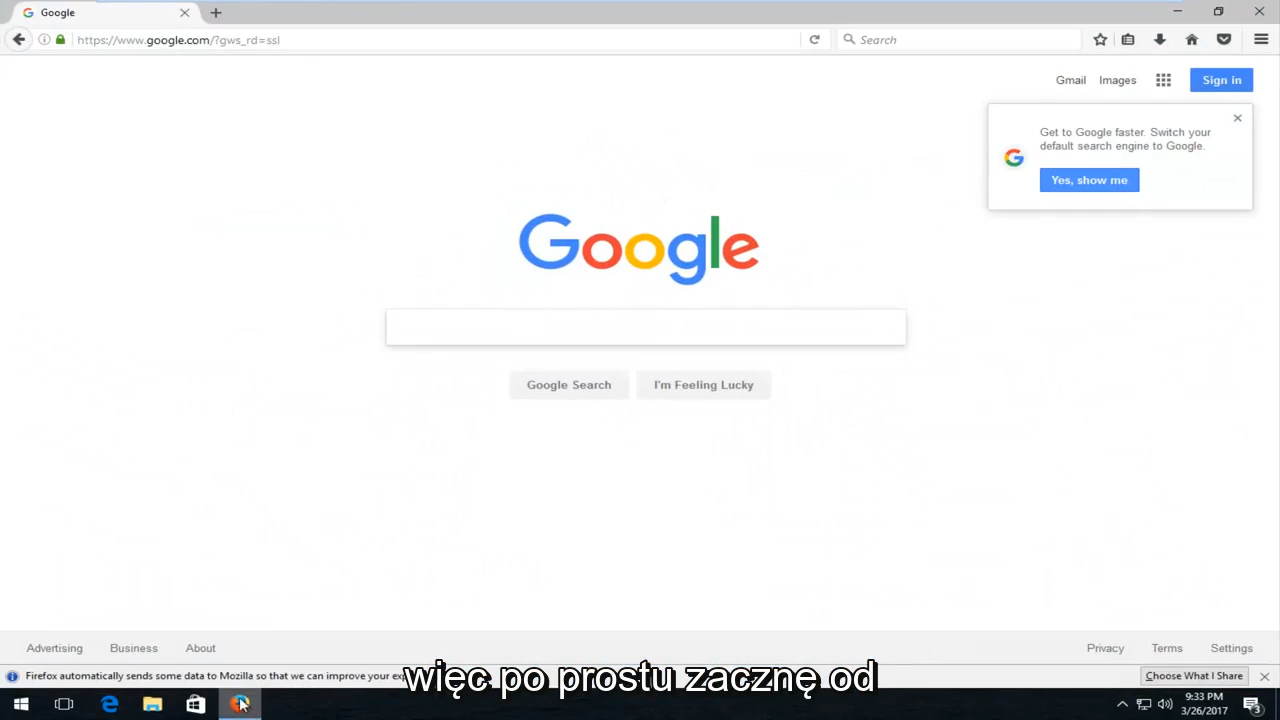 Google
https://www.google.com/?gws_rd=ssl
Search
Gmail
Images
Sign in
Get to Google faster. Switch your
default search engine to Google.
Yes, show me
Google
Google Search
I'm Feeling Lucky
Advertising
Business
About
Privacy
Terms
Settings
Firefox automatically sends some data to Mozilla so that we can improve your
Choose What I Share
więc po prostu zacznę od
9:33 PM
3/26/2017
3